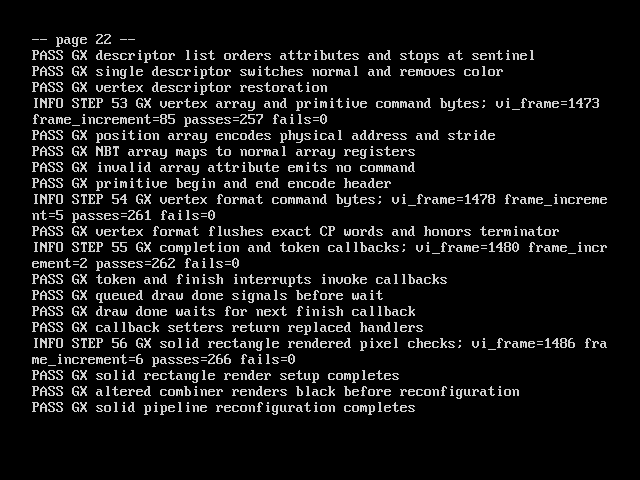 -- page 22 --
PASS GX descriptor list orders attributes and stops at sentinel
PASS GX single descriptor switches normal and removes color
PASS GX vertex descriptor restoration
INFO STEP 53 GX vertex array and primitive command bytes; vi_frame=1473
frame_increment=85 passes=257 fails=0
PASS GX position array encodes physical address and stride
PASS GX NBT array maps to normal array registers
PASS GX invalid array attribute emits no command
PASS GX primitive begin and end encode header
INFO STEP 54 GX vertex format command bytes; vi_frame=1478 frame_increme
nt=5 passes=261 fails=0
PASS GX vertex format flushes exact CP words and honors terminator
INFO STEP 55 GX completion and token callbacks; vi_frame=1480 frame_incr
ement=2 passes=262 fails=0
PASS GX token and finish interrupts invoke callbacks
PASS GX queued draw done signals before wait
PASS GX draw done waits for next finish callback
PASS GX callback setters return replaced handlers
INFO STEP 56 GX solid rectangle rendered pixel checks; vi_frame=1486 fra
me_increment=6 passes=266 fails=0
PASS GX solid rectangle render setup completes
PASS GX altered combiner renders black before reconfiguration
PASS GX solid pipeline reconfiguration completes